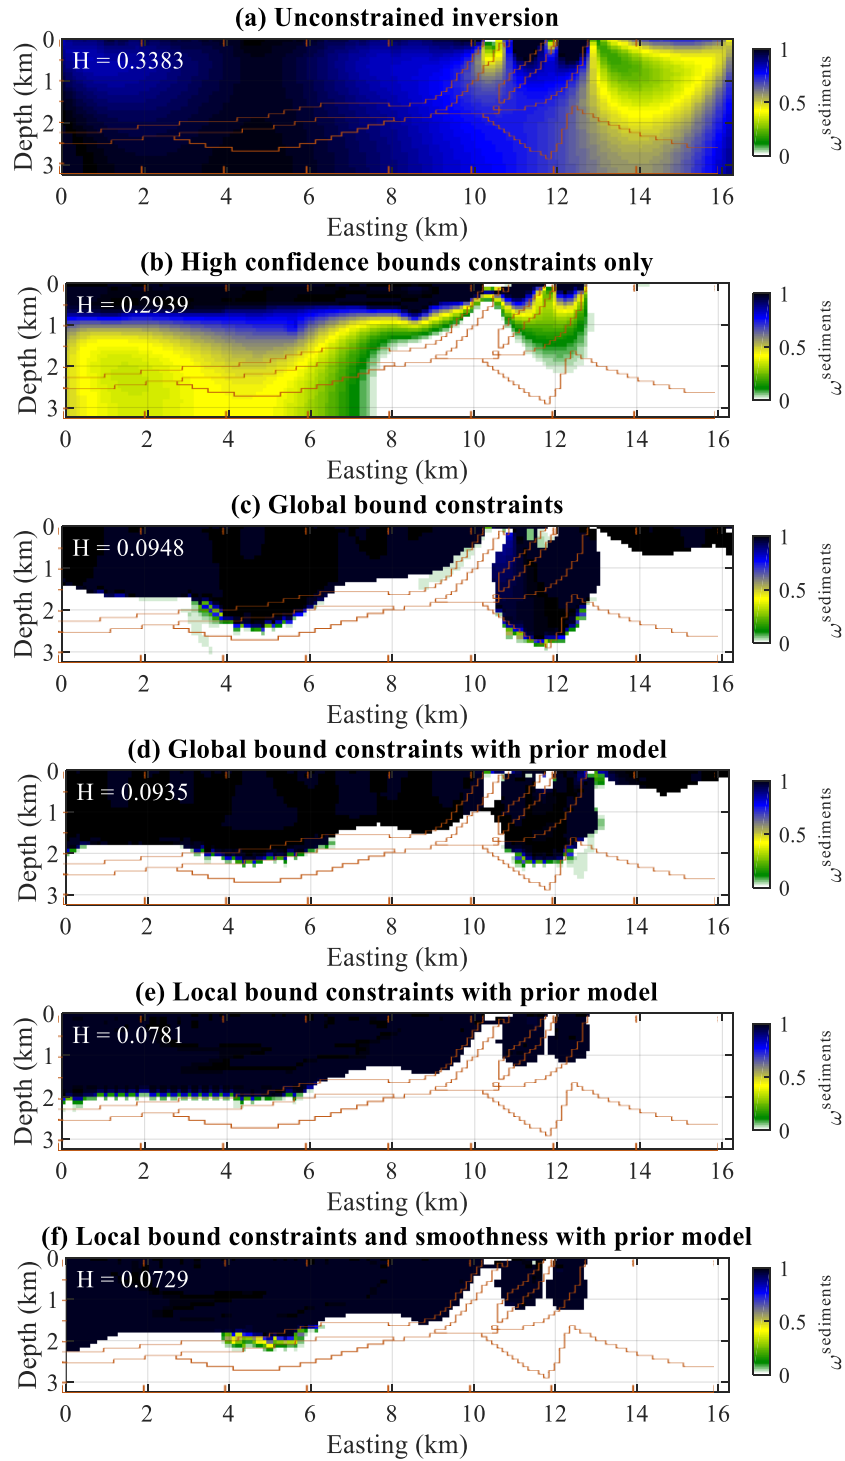 (a) Unconstrained inversion
H = 0.3383
0
1
2
3
Depth (km)
0 2 4 6 8 10 12 14 16
Easting (km)
1
0.5
0
ω^sediments
(b) High confidence bounds constraints only
H = 0.2939
0
1
2
3
Depth (km)
0 2 4 6 8 10 12 14 16
Easting (km)
1
0.5
0
ω^sediments
(c) Global bound constraints
H = 0.0948
0
1
2
3
Depth (km)
0 2 4 6 8 10 12 14 16
Easting (km)
1
0.5
0
ω^sediments
(d) Global bound constraints with prior model
H = 0.0935
0
1
2
3
Depth (km)
0 2 4 6 8 10 12 14 16
Easting (km)
1
0.5
0
ω^sediments
(e) Local bound constraints with prior model
H = 0.0781
0
1
2
3
Depth (km)
0 2 4 6 8 10 12 14 16
Easting (km)
1
0.5
0
ω^sediments
(f) Local bound constraints and smoothness with prior model
H = 0.0729
0
1
2
3
Depth (km)
0 2 4 6 8 10 12 14 16
Easting (km)
1
0.5
0
ω^sediments